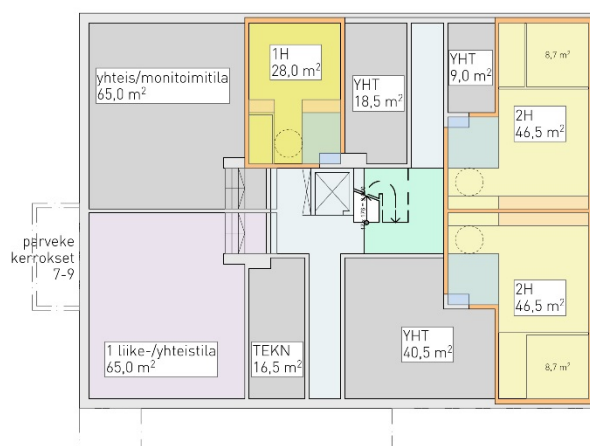 yhteis/monitoimitila
65,0 m²
1H
28,0 m²
YHT
18,5 m²
YHT
9,0 m²
8,7 m²
2H
46,5 m²
parveke
kerrokset
7-9
1 liike-/yhteistila
65,0 m²
TEKN
16,5 m²
YHT
40,5 m²
2H
46,5 m²
8,7 m²